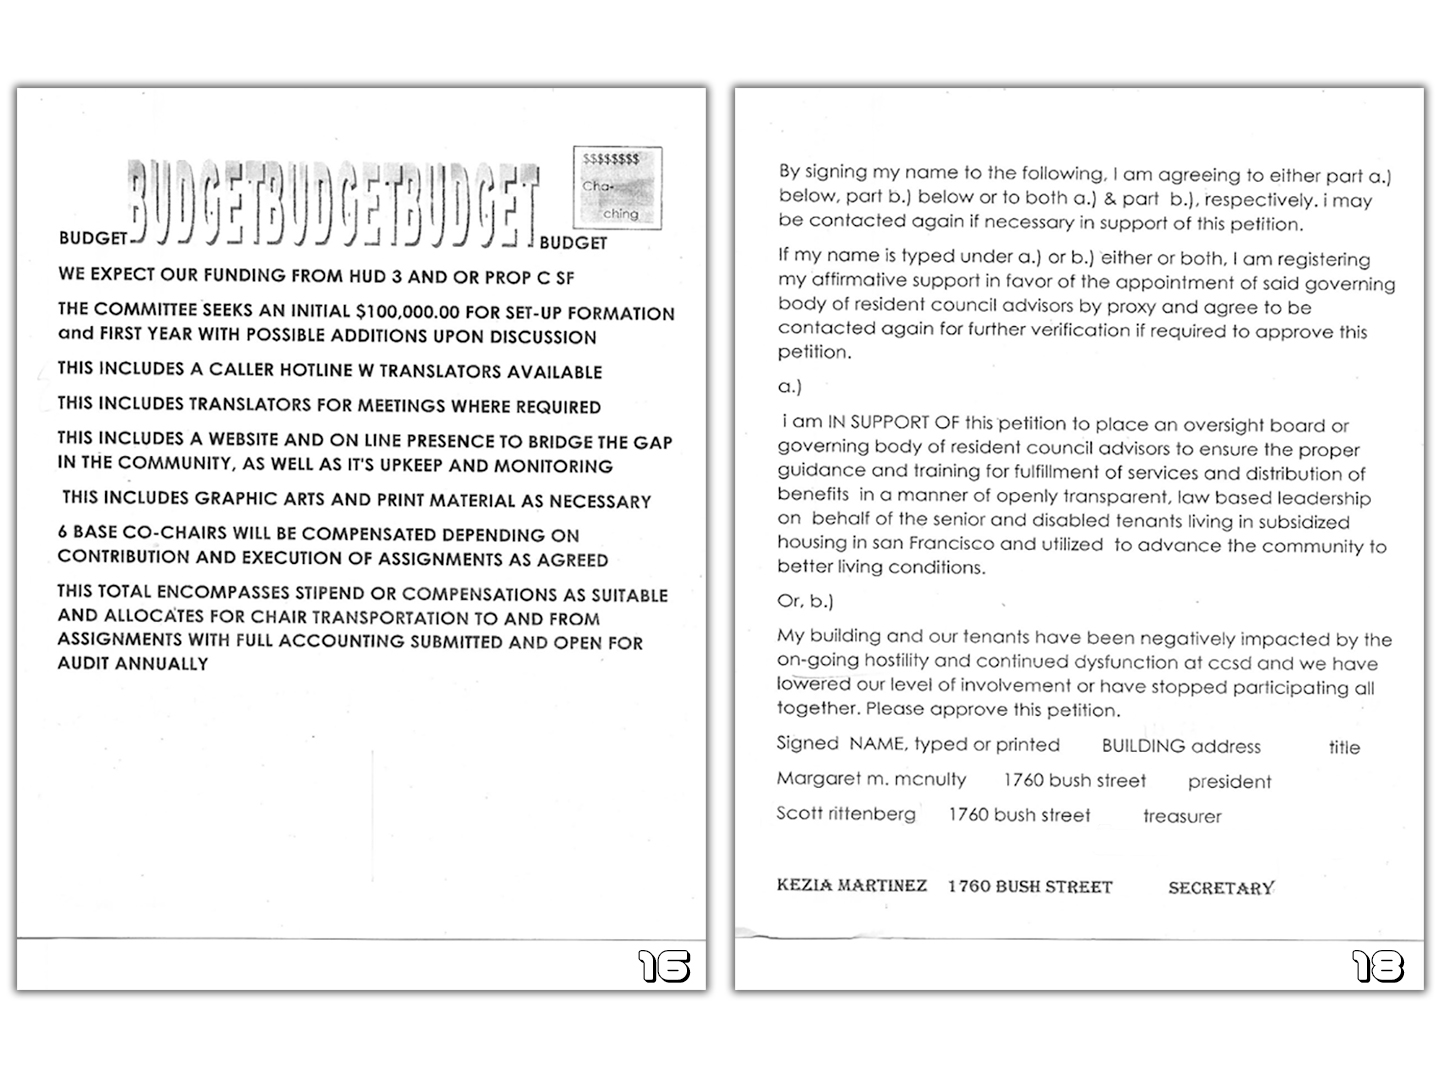 BUDGETBUDGETBUDGET
$$$$$$$$
Cha-
ching
BUDGET
BUDGET
WE EXPECT OUR FUNDING FROM HUD 3 AND OR PROP C SF
THE COMMITTEE SEEKS AN INITIAL $100,000.00 FOR SET-UP FORMATION
and FIRST YEAR WITH POSSIBLE ADDITIONS UPON DISCUSSION
THIS INCLUDES A CALLER HOTLINE W TRANSLATORS AVAILABLE
THIS INCLUDES TRANSLATORS FOR MEETINGS WHERE REQUIRED
THIS INCLUDES A WEBSITE AND ON LINE PRESENCE TO BRIDGE THE GAP
IN THE COMMUNITY, AS WELL AS IT'S UPKEEP AND MONITORING
THIS INCLUDES GRAPHIC ARTS AND PRINT MATERIAL AS NECESSARY
6 BASE CO-CHAIRS WILL BE COMPENSATED DEPENDING ON
CONTRIBUTION AND EXECUTION OF ASSIGNMENTS AS AGREED
THIS TOTAL ENCOMPASSES STIPEND OR COMPENSATIONS AS SUITABLE
AND ALLOCATES FOR CHAIR TRANSPORTATION TO AND FROM
ASSIGNMENTS WITH FULL ACCOUNTING SUBMITTED AND OPEN FOR
AUDIT ANNUALLY
16
By signing my name to the following, I am agreeing to either part a.)
below, part b.) below or to both a.) & part b.), respectively. i may
be contacted again if necessary in support of this petition.
If my name is typed under a.) or b.) either or both, I am registering
my affirmative support in favor of the appointment of said governing
body of resident council advisors by proxy and agree to be
contacted again for further verification if required to approve this
petition.
a.)
i am IN SUPPORT OF this petition to place an oversight board or
governing body of resident council advisors to ensure the proper
guidance and training for fulfillment of services and distribution of
benefits in a manner of openly transparent, law based leadership
on behalf of the senior and disabled tenants living in subsidized
housing in san Francisco and utilized to advance the community to
better living conditions.
Or, b.)
My building and our tenants have been negatively impacted by the
on-going hostility and continued dysfunction at ccsd and we have
lowered our level of involvement or have stopped participating all
together. Please approve this petition.
Signed NAME, typed or printed BUILDING address title
Margaret m. mcnulty 1760 bush street president
Scott rittenberg 1760 bush street treasurer
KEZIA MARTINEZ 1760 BUSH STREET SECRETARY
18